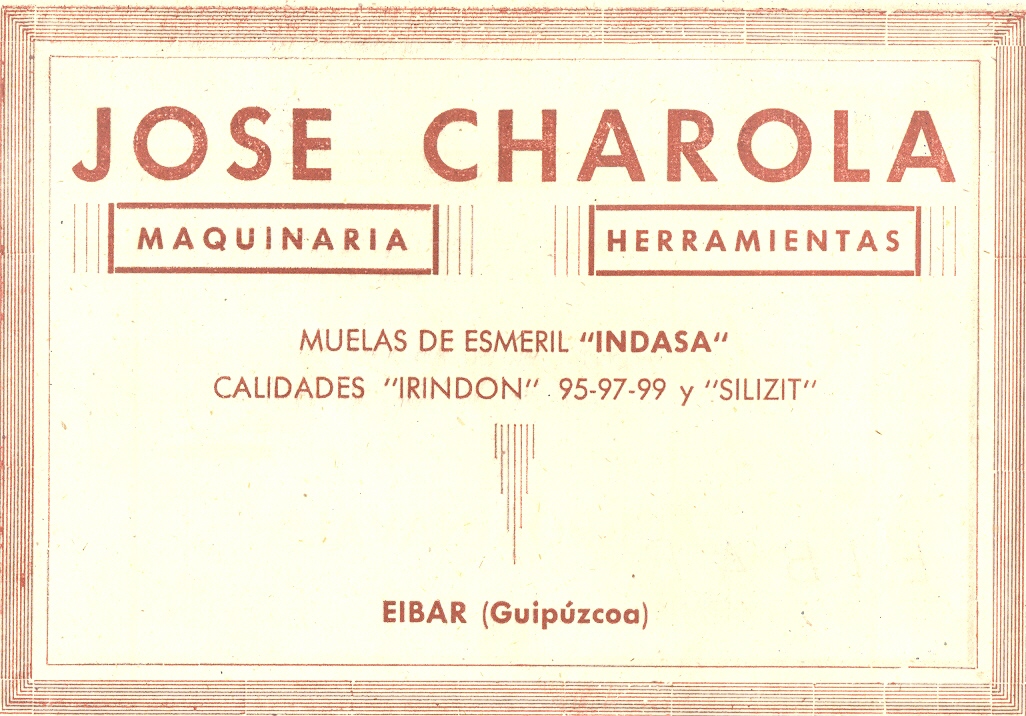 JOSE CHAROLA
MAQUINARIA HERRAMIENTAS
MUELAS DE ESMERIL "INDASA"
CALIDADES "IRINDON" 95-97-99 y "SILIZIT"
EIBAR (Guipúzcoa)